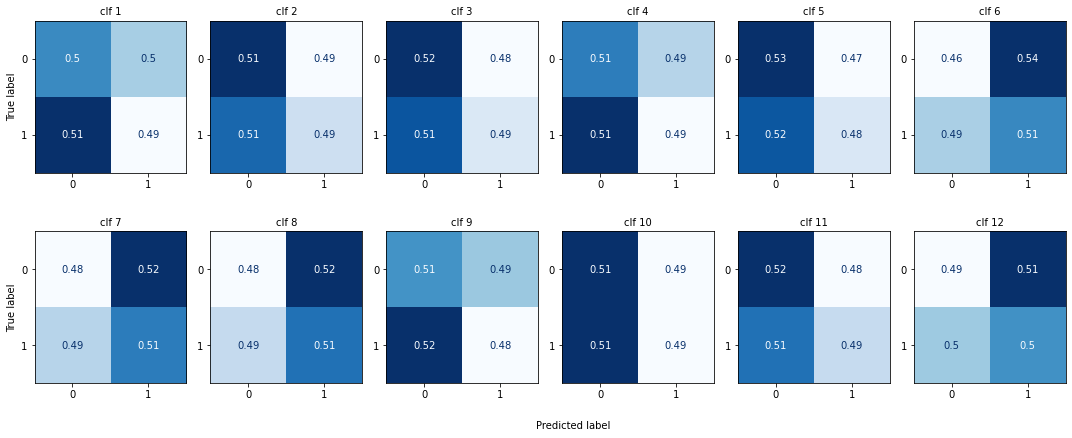 clf 1 clf 2 clf 3 clf 4 clf 5 clf 6
0 0.5 0.5 0 0.51 0.49 0 0.52 0.48 0 0.51 0.49 0 0.53 0.47 0 0.46 0.54
True label
1 0.51 0.49 1 0.51 0.49 1 0.51 0.49 1 0.51 0.49 1 0.52 0.48 1 0.49 0.51
0 1 0 1 0 1 0 1 0 1 0 1
clf 7 clf 8 clf 9 clf 10 clf 11 clf 12
0 0.48 0.52 0 0.48 0.52 0 0.51 0.49 0 0.51 0.49 0 0.52 0.48 0 0.49 0.51
True label
1 0.49 0.51 1 0.49 0.51 1 0.52 0.48 1 0.51 0.49 1 0.51 0.49 1 0.5 0.5
0 1 0 1 0 1 0 1 0 1 0 1
Predicted label